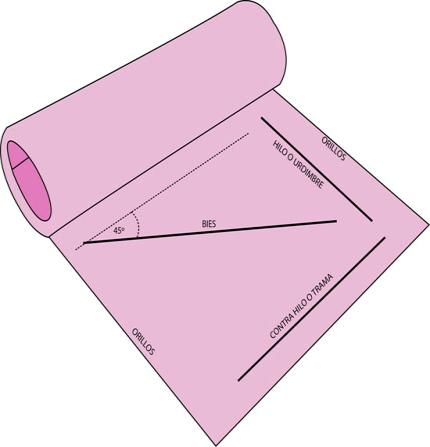 ORILLOS
HILO O URDIMBRE
BIES
45º
CONTRA HILO O TRAMA
ORILLOS